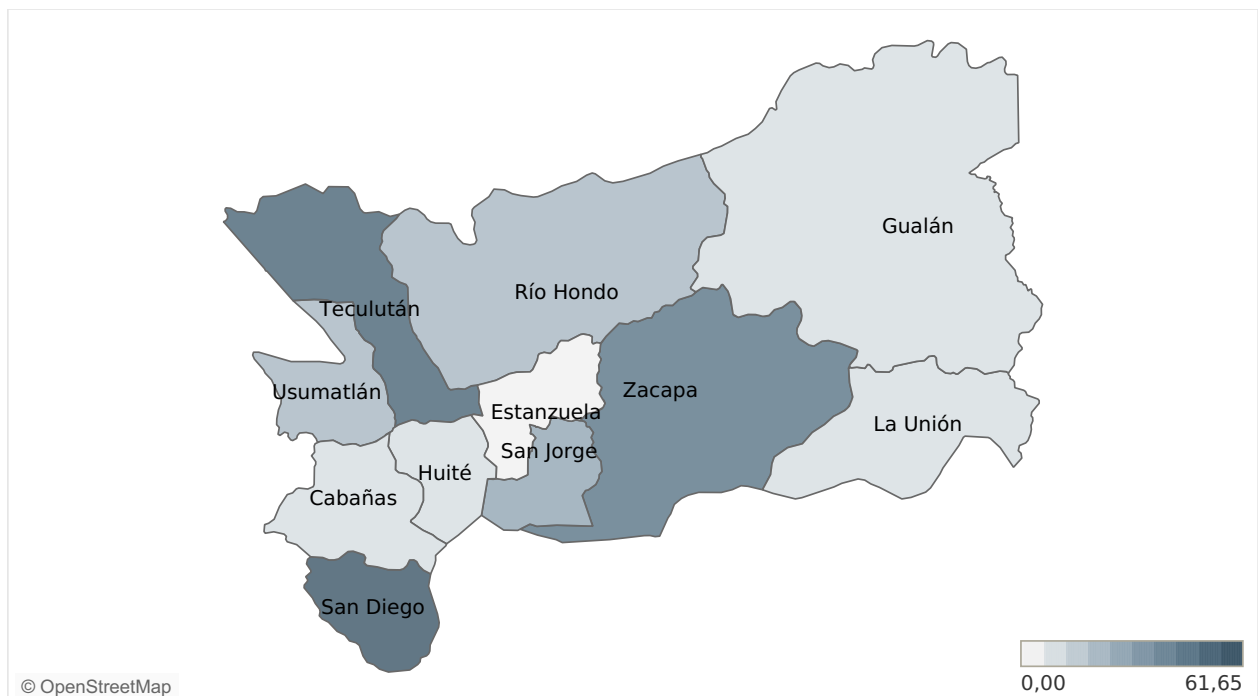 Gualán
Río Hondo
Teculután
Zacapa
Usumatlán
Estanzuela
La Unión
San Jorge
Huité
Cabañas
San Diego
0,00
61,65
© OpenStreetMap